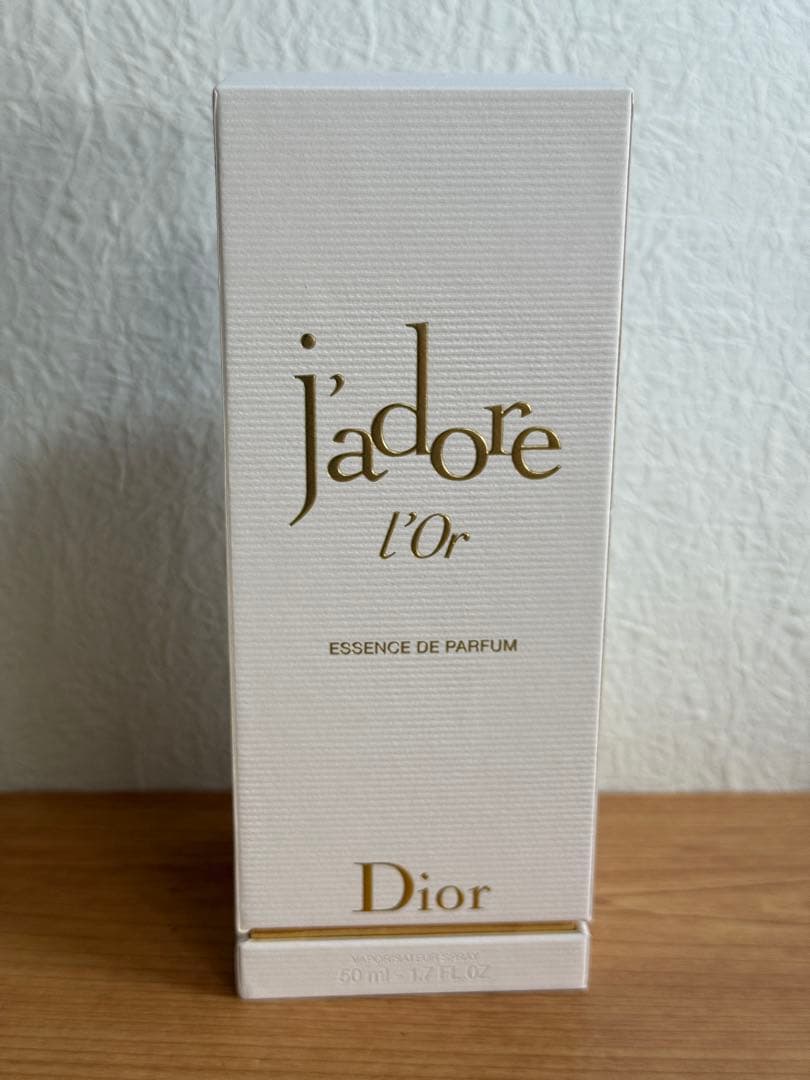 j'adore
l'Or
ESSENCE DE PARFUM
Dior
VAPORISATEUR SPRAY
50 ml - 1.7 FL.OZ